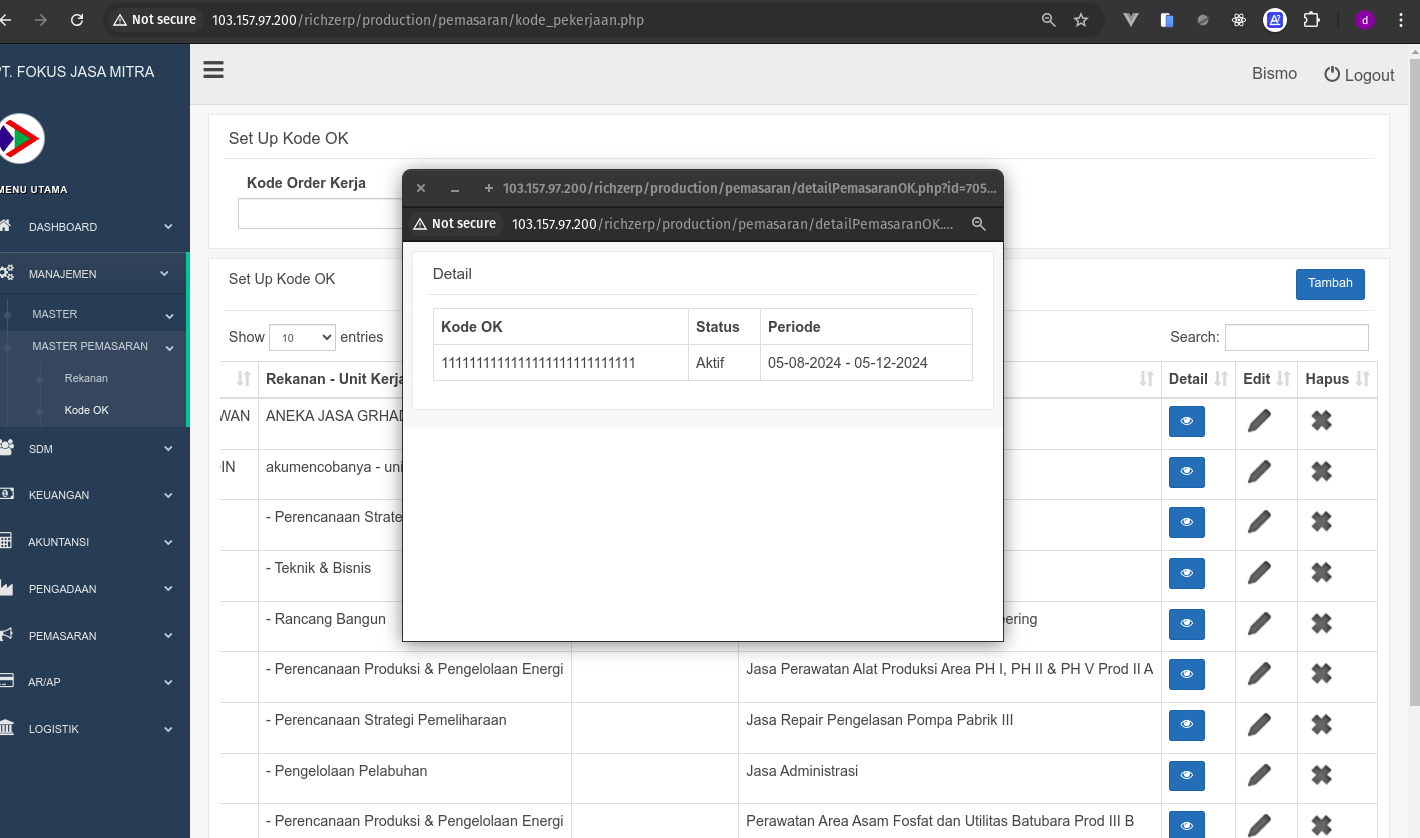 Not secure 103.157.97.200/richzerp/production/pemasaran/kode_pekerjaan.php
d
PT. FOKUS JASA MITRA
Bismo
Logout
MENU UTAMA
DASHBOARD
MANAJEMEN
MASTER
MASTER PEMASARAN
Rekanan
Kode OK
SDM
KEUANGAN
AKUNTANSI
PENGADAAN
PEMASARAN
AR/AP
LOGISTIK
Set Up Kode OK
Kode Order Kerja
103.157.97.200/richzerp/production/pemasaran/detailPemasaranOK.php?id=705...
Not secure 103.157.97.200/richzerp/production/pemasaran/detailPemasaranOK....
Detail
Kode OK Status Periode
1111111111111111111111111111 Aktif 05-08-2024 - 05-12-2024
Set Up Kode OK
Tambah
Show 10 entries
Search:
Rekanan - Unit Kerja Detail Edit Hapus
WAN ANEKA JASA GRHAD
DIN akumencobanya - uni
- Perencanaan Strate
- Teknik & Bisnis
- Rancang Bangun eering
- Perencanaan Produksi & Pengelolaan Energi Jasa Perawatan Alat Produksi Area PH I, PH II & PH V Prod II A
- Perencanaan Strategi Pemeliharaan Jasa Repair Pengelasan Pompa Pabrik III
- Pengelolaan Pelabuhan Jasa Administrasi
- Perencanaan Produksi & Pengelolaan Energi Perawatan Area Asam Fosfat dan Utilitas Batubara Prod III B